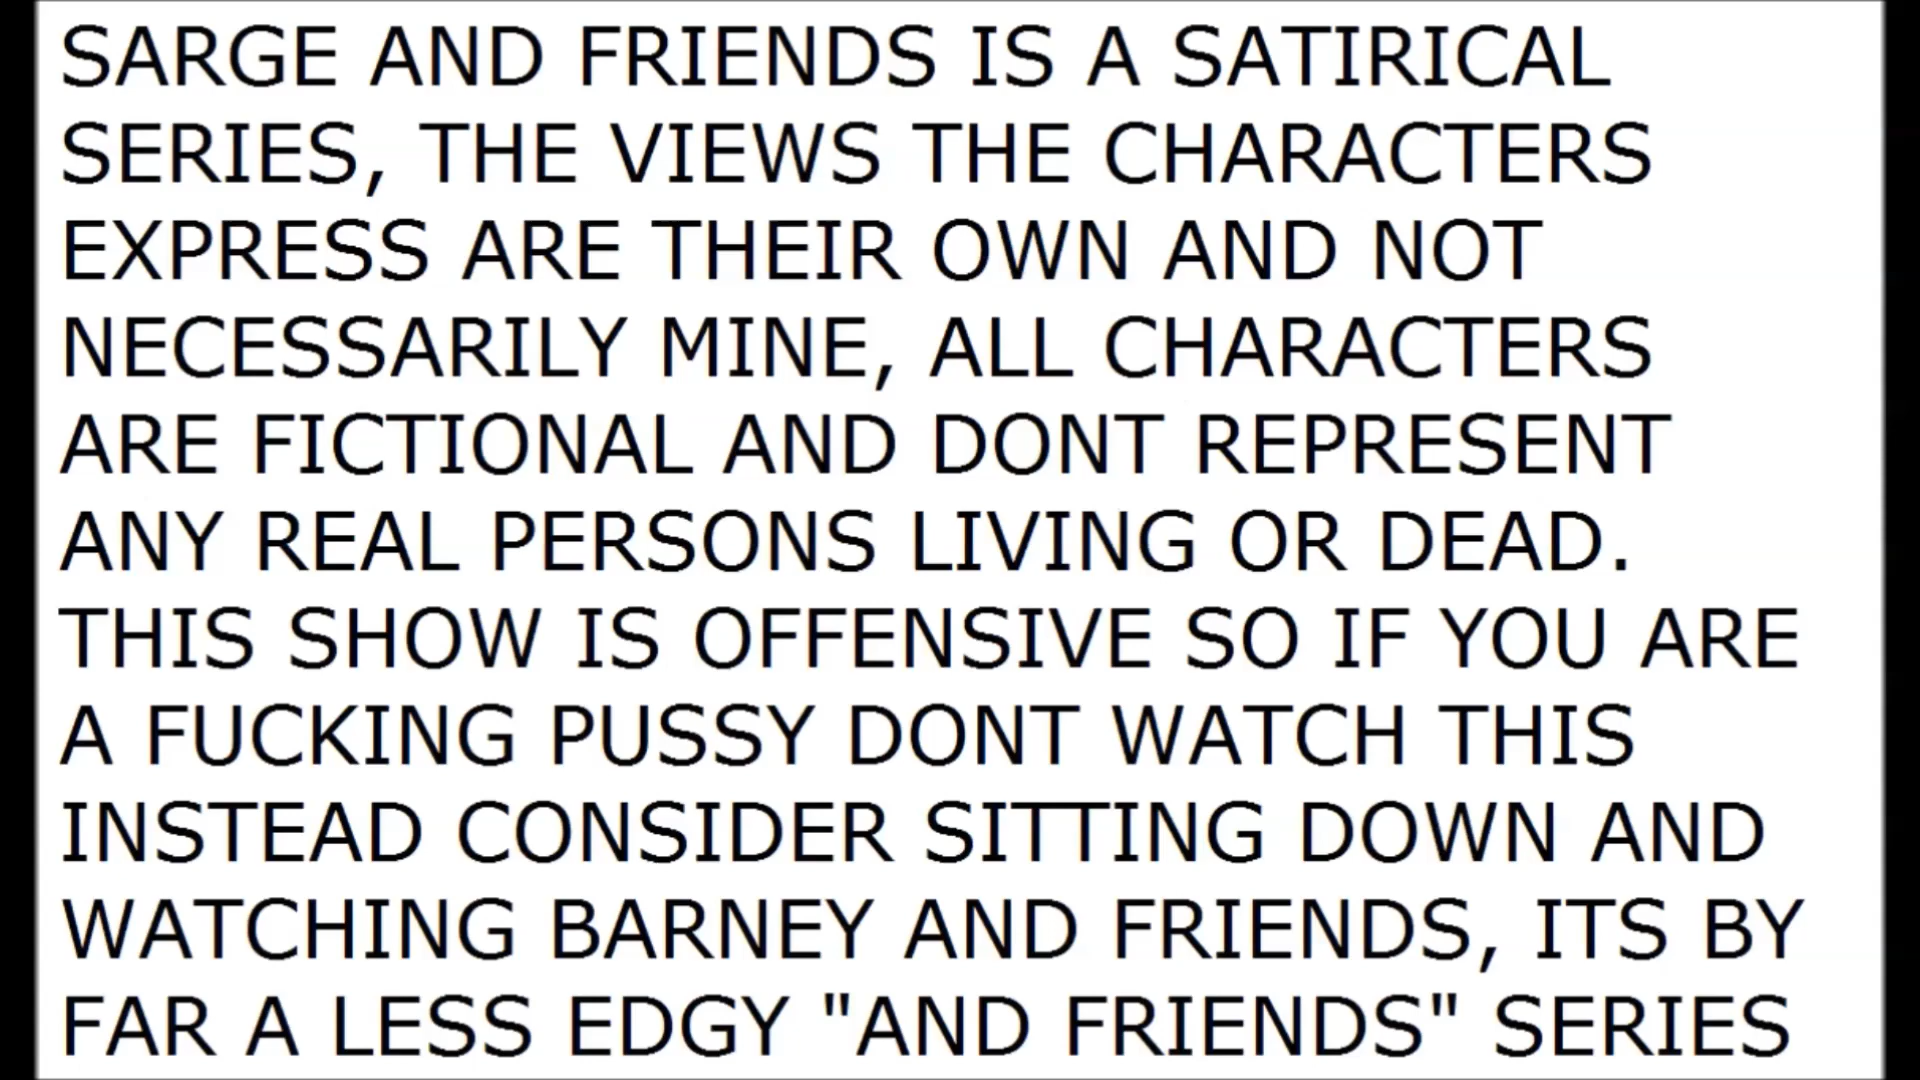 SARGE AND FRIENDS IS A SATIRICAL
SERIES, THE VIEWS THE CHARACTERS
EXPRESS ARE THEIR OWN AND NOT
NECESSARILY MINE, ALL CHARACTERS
ARE FICTIONAL AND DONT REPRESENT
ANY REAL PERSONS LIVING OR DEAD.
THIS SHOW IS OFFENSIVE SO IF YOU ARE
A FUCKING PUSSY DONT WATCH THIS
INSTEAD CONSIDER SITTING DOWN AND
WATCHING BARNEY AND FRIENDS, ITS BY
FAR A LESS EDGY "AND FRIENDS" SERIES